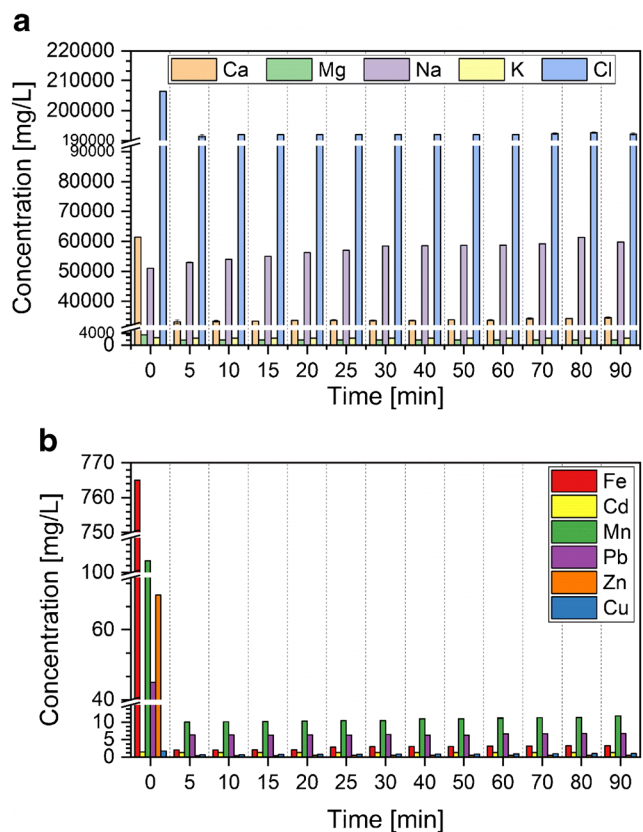 a
Ca Mg Na K Cl
220000
210000
200000
190000
90000
80000
70000
60000
50000
40000
4000
0
Concentration [mg/L]
0 5 10 15 20 25 30 40 50 60 70 80 90
Time [min]
b
Fe
Cd
Mn
Pb
Zn
Cu
770
760
750
100
60
40
10
5
0
Concentration [mg/L]
0 5 10 15 20 25 30 40 50 60 70 80 90
Time [min]